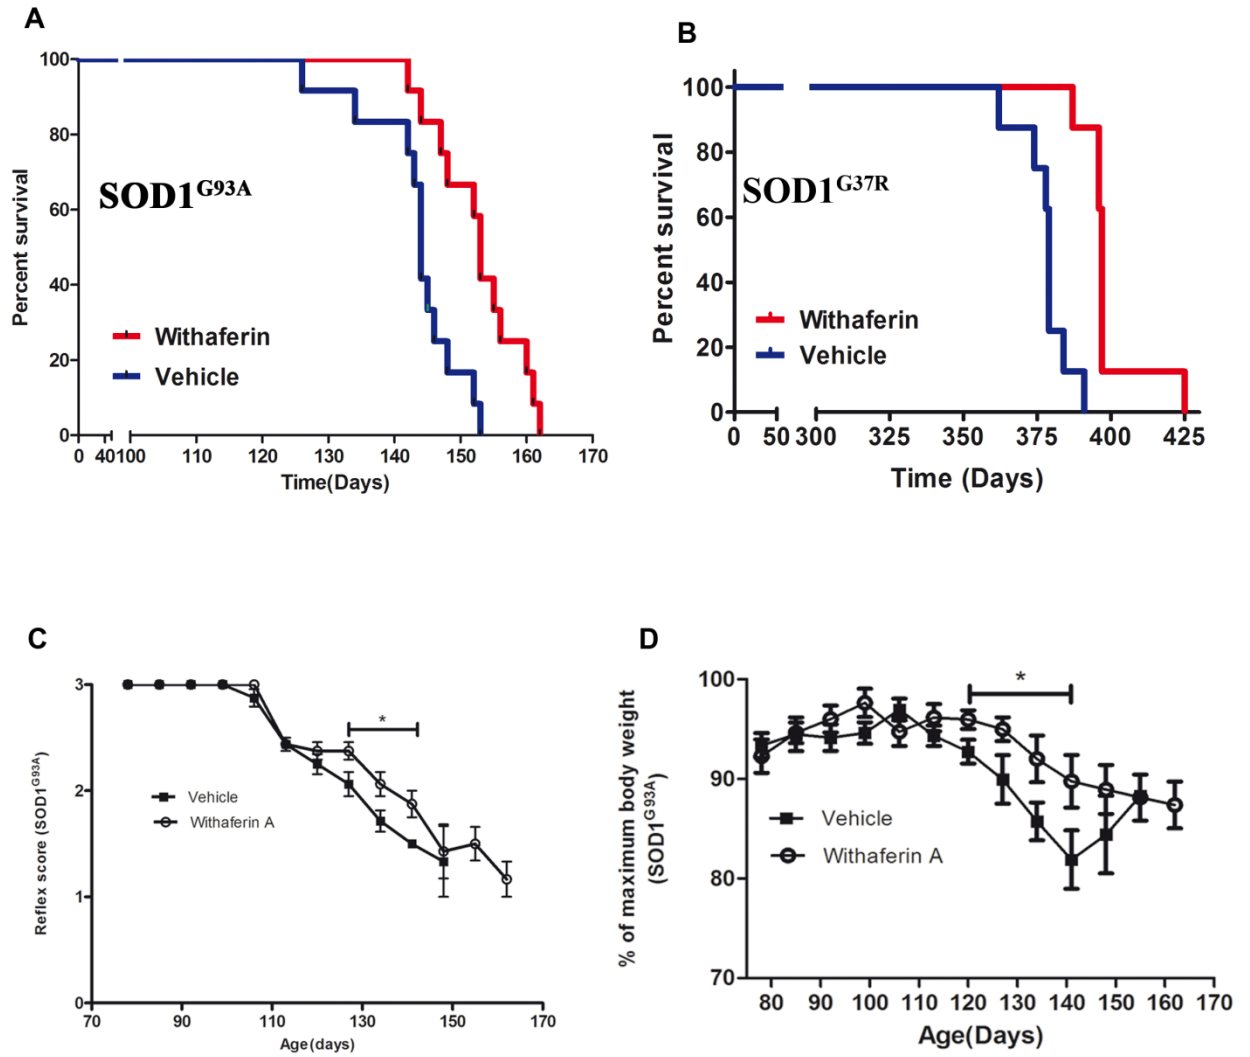 A
100
80
60
40
20
0
Percent survival
SOD1G93A
Withaferin
Vehicle
0 40 100 110 120 130 140 150 160 170
Time(Days)
B
100
80
60
40
20
0
Percent survival
SOD1G37R
Withaferin
Vehicle
0 50 300 325 350 375 400 425
Time (Days)
C
3
2
1
0
Reflex score (SOD1G93A)
*
Vehicle
Withaferin A
70 90 110 130 150 170
Age(days)
D
100
90
80
70
% of maximum body weight
(SOD1G93A)
*
Vehicle
Withaferin A
80 90 100 110 120 130 140 150 160 170
Age(Days)